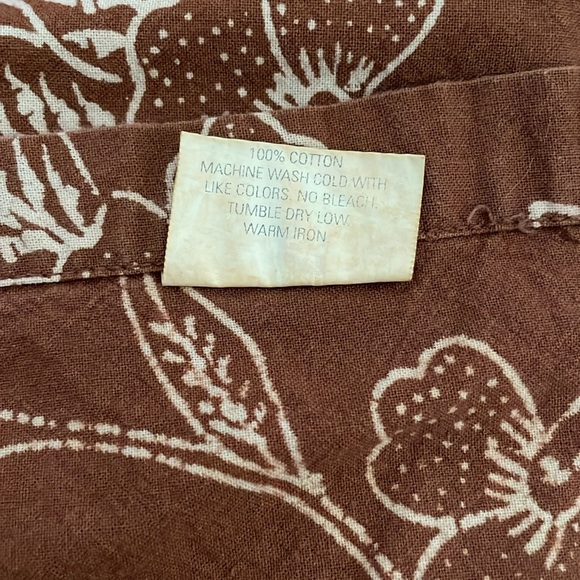 100% COTTON
MACHINE WASH COLD WITH
LIKE COLORS. NO BLEACH.
TUMBLE DRY LOW.
WARM IRON